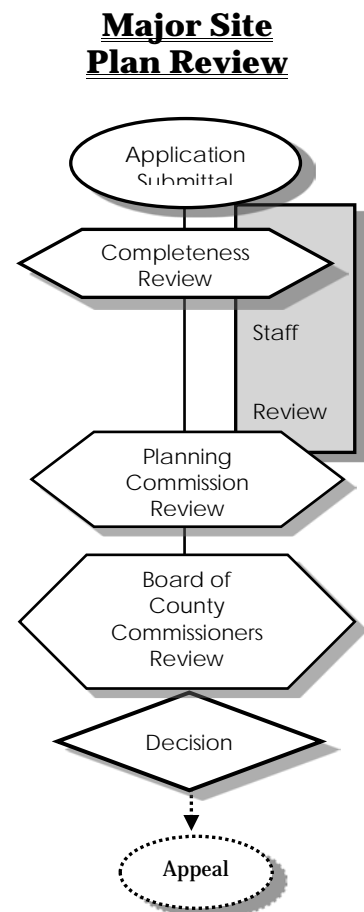 Major Site
Plan Review
Application
Submittal
Completeness
Review
Staff
Review
Planning
Commission
Review
Board of
County
Commissioners
Review
Decision
Appeal